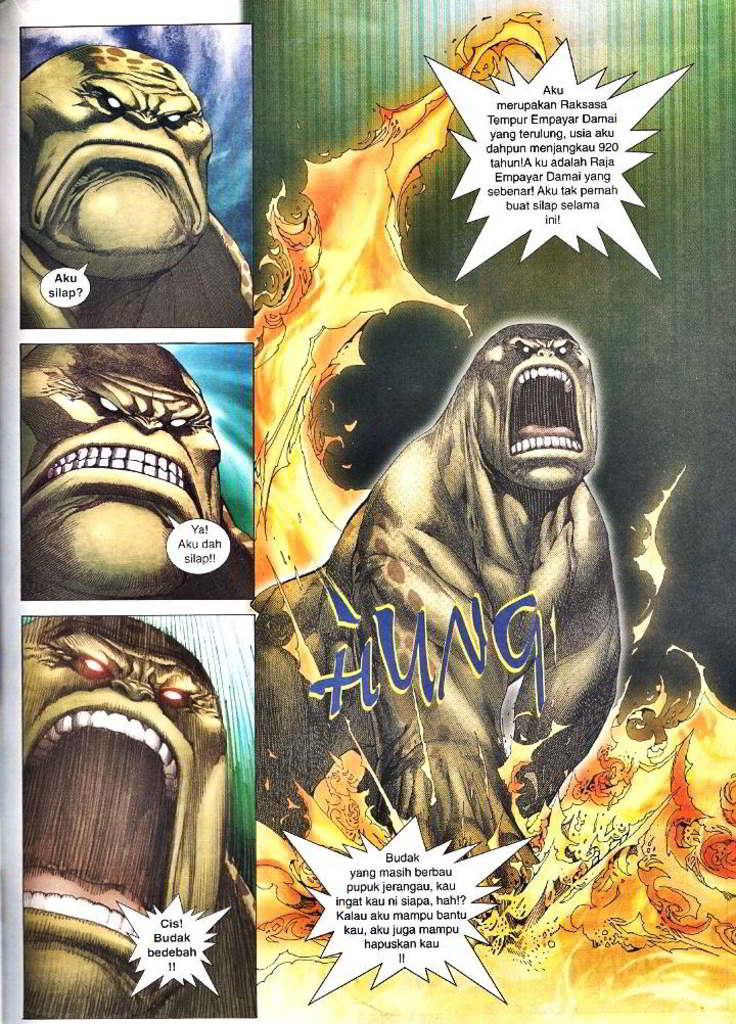 Aku
silap?
Ya!
Aku dah
silap!!
Cis!
Budak
bedebah
!!
Aku
merupakan Raksasa
Tempur Empayar Damai
yang terulung, usia aku
dahpun menjangkau 920
tahun!A ku adalah Raja
Empayar Damai yang
sebenar! Aku tak pernah
buat silap selama
ini!
HUNG
Budak
yang masih berbau
pupuk jerangau, kau
ingat kau ni siapa, hah!?
Kalau aku mampu bantu
kau, aku juga mampu
hapuskan kau
!!